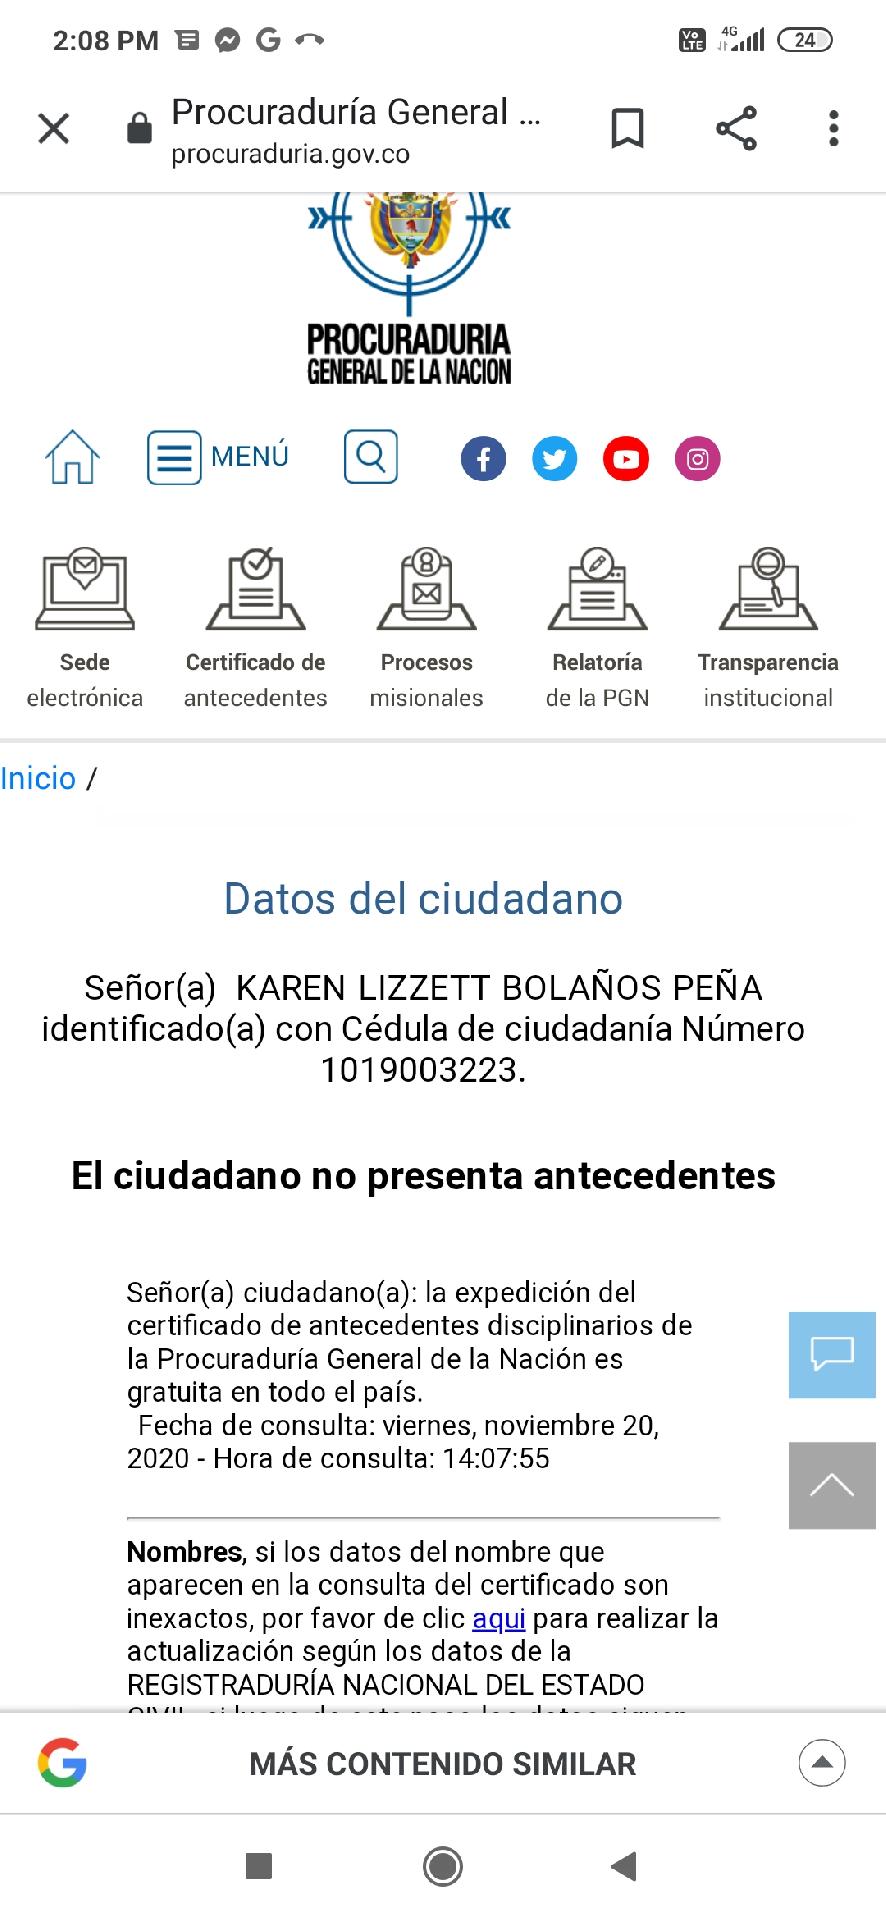 2:08 PM
Vo LTE 4G 24
Procuraduría General ...
procuraduria.gov.co
PROCURADURIA
GENERAL DE LA NACION
MENÚ
Sede electrónica
Certificado de antecedentes
Procesos misionales
Relatoría de la PGN
Transparencia institucional
Inicio /
Datos del ciudadano
Señor(a) KAREN LIZZETT BOLAÑOS PEÑA
identificado(a) con Cédula de ciudadanía Número
1019003223.
El ciudadano no presenta antecedentes
Señor(a) ciudadano(a): la expedición del
certificado de antecedentes disciplinarios de
la Procuraduría General de la Nación es
gratuita en todo el país.
Fecha de consulta: viernes, noviembre 20,
2020 - Hora de consulta: 14:07:55
Nombres, si los datos del nombre que
aparecen en la consulta del certificado son
inexactos, por favor de clic aqui para realizar la
actualización según los datos de la
REGISTRADURÍA NACIONAL DEL ESTADO
MÁS CONTENIDO SIMILAR